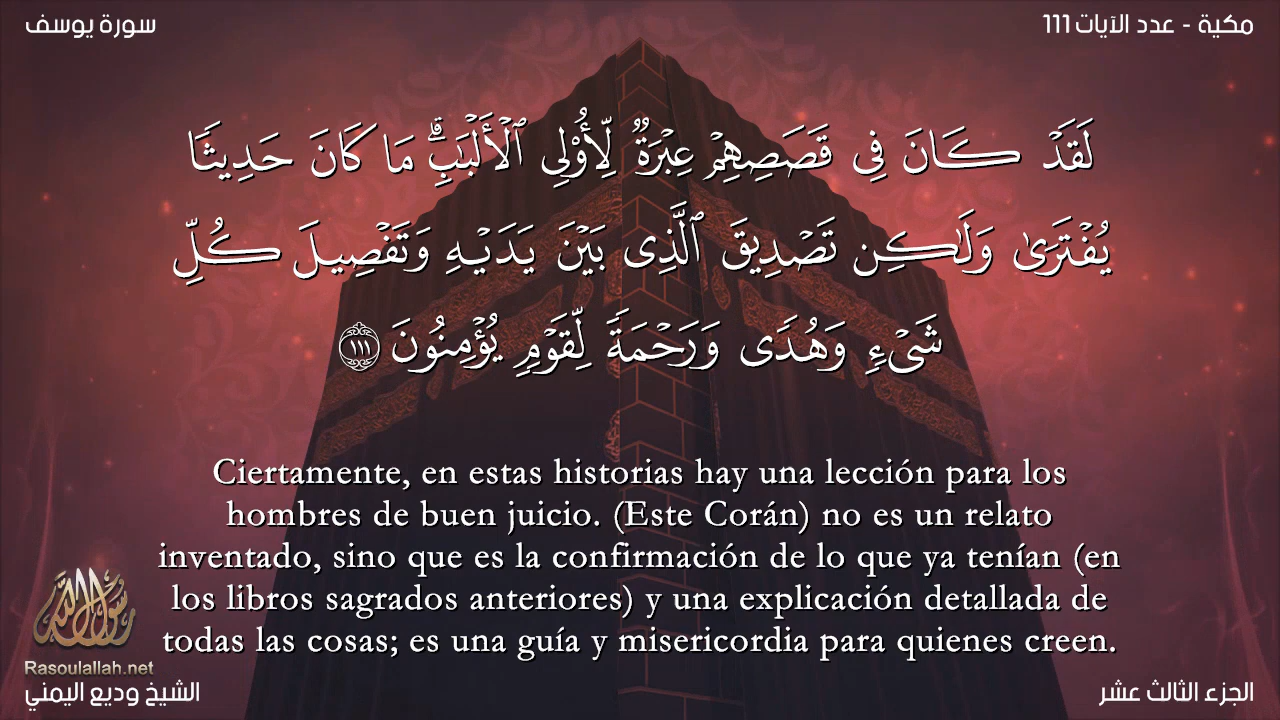 مكية - عدد الآيات 111
سورة يوسف
لَقَدْ كَانَ فِى قَصَصِهِمْ عِبْرَةٌ لِّأُو۟لِى ٱلْأَلْبَـٰبِ ۗ مَا كَانَ حَدِيثًا
يُفْتَرَىٰ وَلَـٰكِن تَصْدِيقَ ٱلَّذِى بَيْنَ يَدَيْهِ وَتَفْصِيلَ كُلِّ
شَىْءٍ وَهُدًى وَرَحْمَةً لِّقَوْمٍ يُؤْمِنُونَ ١١١
Ciertamente, en estas historias hay una lección para los
hombres de buen juicio. (Este Corán) no es un relato
inventado, sino que es la confirmación de lo que ya tenían (en
los libros sagrados anteriores) y una explicación detallada de
todas las cosas; es una guía y misericordia para quienes creen.
رسول الله
Rasoulallah.net
الجزء الثالث عشر
الشيخ وديع اليمني